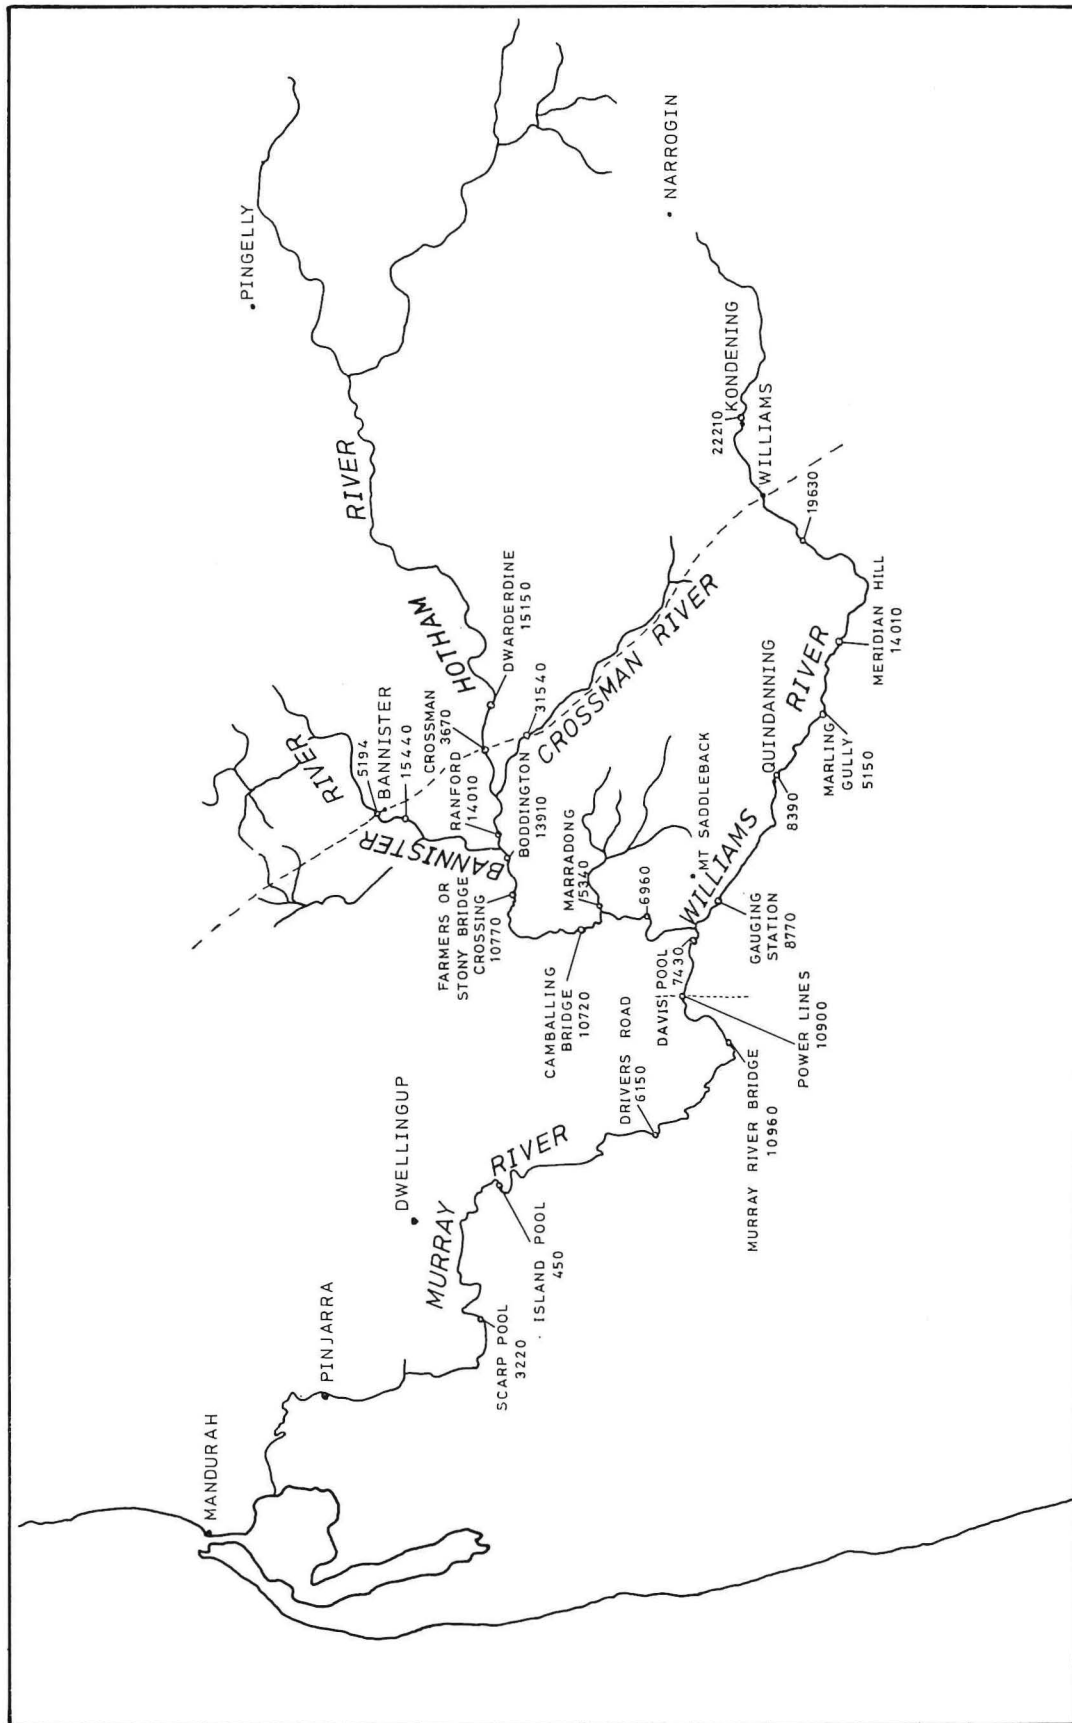 MANDURAH
PINJARRA
DWELLINGUP
MURRAY
RIVER
SCARP POOL
3220
ISLAND POOL
450
DRIVERS ROAD
6150
MURRAY RIVER BRIDGE
10960
POWER LINES
10900
DAVIS POOL
7430
GAUGING
STATION
8770
WILLIAMS
RIVER
MT SADDLEBACK
6960
MARRADONG
5340
CAMBALLING
BRIDGE
10720
FARMERS OR
STONY BRIDGE
CROSSING
10770
BODDINGTON
13910
RANFORD
14010
BANNISTER
RIVER
5194
BANNISTER
15440
CROSSMAN
3670
DWARDERDINE
15150
HOTHAM
RIVER
PINGELLY
31540
CROSSMAN RIVER
QUINDANNING
8390
MARLING
GULLY
5150
MERIDIAN HILL
14010
19630
WILLIAMS
22210
KONDENING
NARROGIN